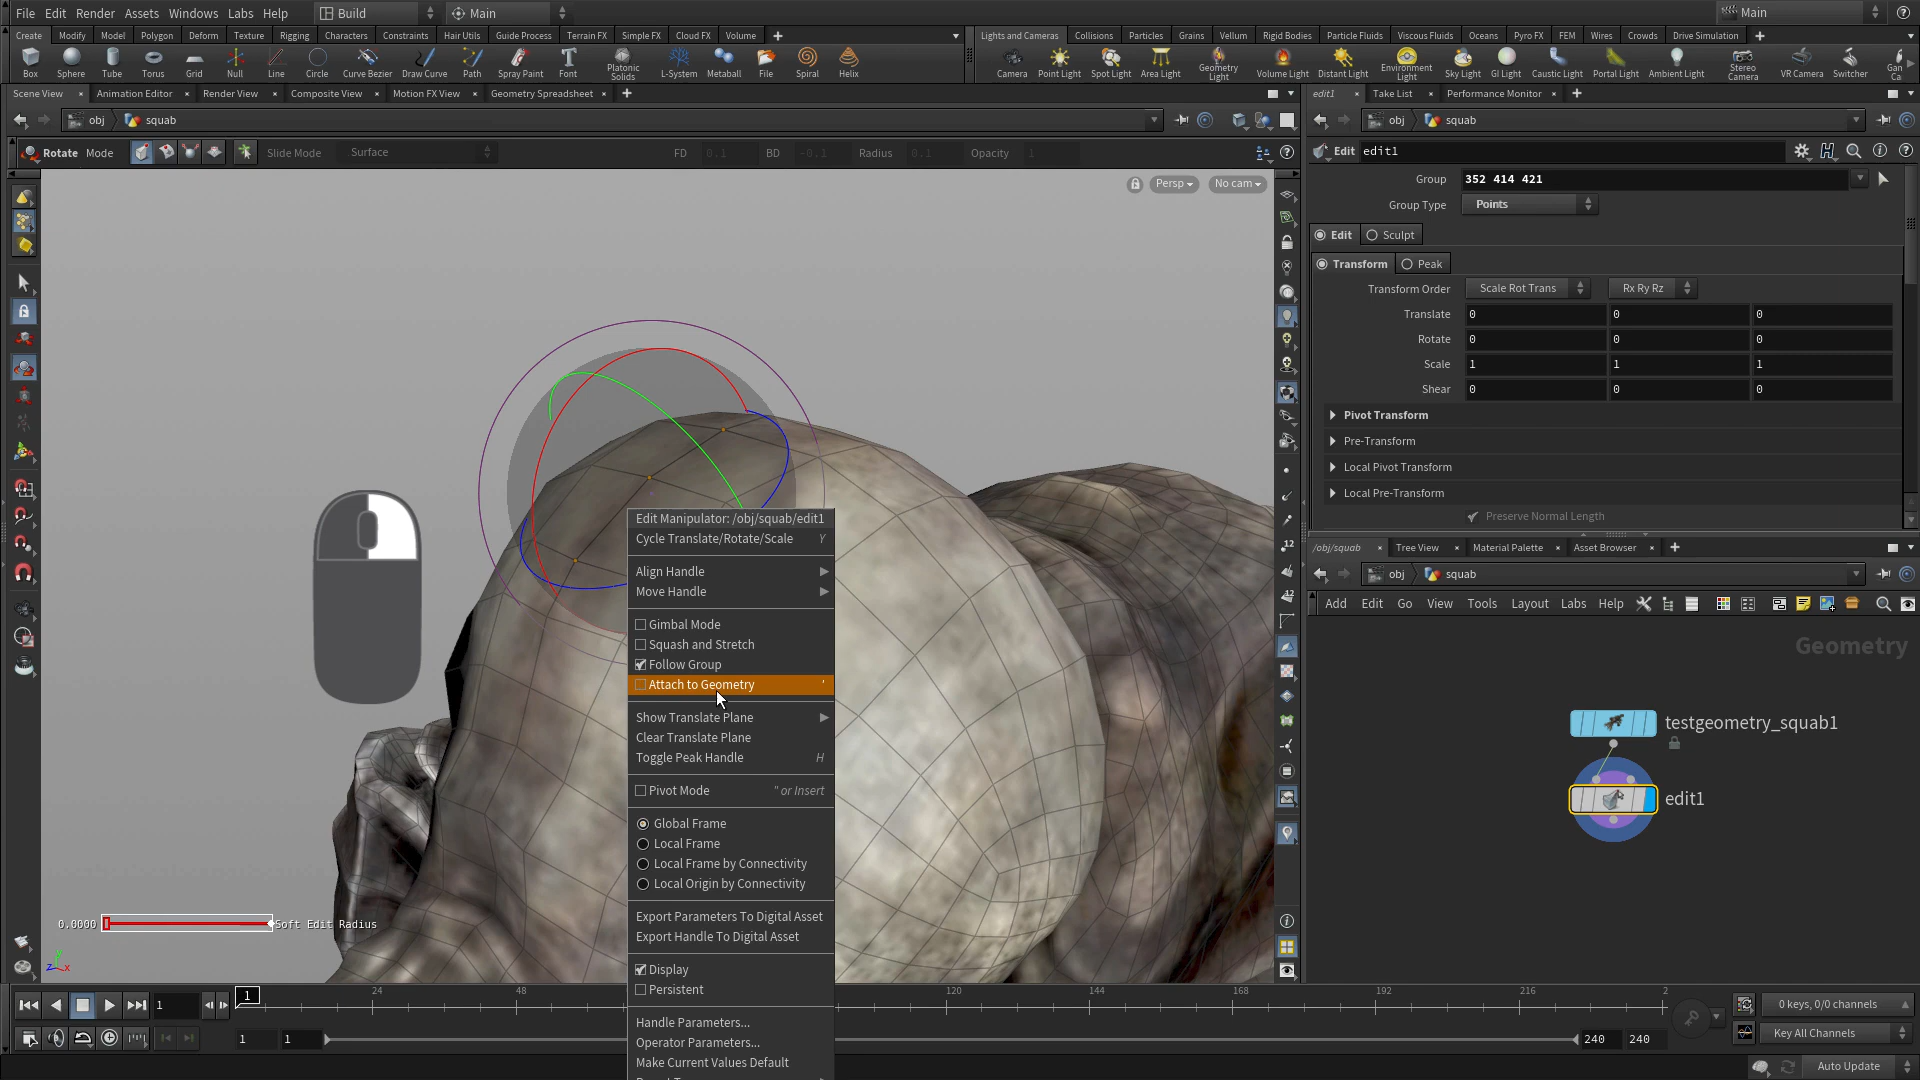 File Edit Render Assets Windows Labs Help Build Main Main
Create Modify Model Polygon Deform Texture Rigging Characters Constraints Hair Utils Guide Process Terrain FX Simple FX Cloud FX Volume
Lights and Cameras Collisions Particles Grains Vellum Rigid Bodies Particle Fluids Viscous Fluids Oceans Pyro FX FEM Wires Crowds Drive Simulation
Box Sphere Tube Torus Grid Null Line Circle Curve Bezier Draw Curve Path Spray Paint Font Platonic Solids L-System Metaball File Spiral Helix
Camera Point Light Spot Light Area Light Geometry Light Volume Light Distant Light Environment Light Sky Light GI Light Caustic Light Portal Light Ambient Light Stereo Camera VR Camera Switcher Gan Ca
Scene View Animation Editor Render View Composite View Motion FX View Geometry Spreadsheet
edit1 Take List Performance Monitor
obj squab
obj squab
Rotate Mode Slide Mode Surface FD 0.1 BD -0.1 Radius 0.1 Opacity 1
Edit edit1
Persp No cam
Group 352 414 421
Group Type Points
Edit Sculpt
Transform Peak
Transform Order Scale Rot Trans Rx Ry Rz
Translate 0 0 0
Rotate 0 0 0
Scale 1 1 1
Shear 0 0 0
Pivot Transform
Pre-Transform
Local Pivot Transform
Local Pre-Transform
Preserve Normal Length
Edit Manipulator: /obj/squab/edit1
Cycle Translate/Rotate/Scale Y
Align Handle
Move Handle
Gimbal Mode
Squash and Stretch
Follow Group
Attach to Geometry '
Show Translate Plane
Clear Translate Plane
Toggle Peak Handle H
Pivot Mode " or Insert
Global Frame
Local Frame
Local Frame by Connectivity
Local Origin by Connectivity
Export Parameters To Digital Asset
Export Handle To Digital Asset
Display
Persistent
Handle Parameters...
Operator Parameters...
Make Current Values Default
/obj/squab Tree View Material Palette Asset Browser
obj squab
Add Edit Go View Tools Layout Labs Help
Geometry
testgeometry_squab1
edit1
12
12
0.0000 Soft Edit Radius
y
z x
1 1 24 48 120 144 168 192 216 2
0 keys, 0/0 channels
1 1 240 240 Key All Channels
Auto Update